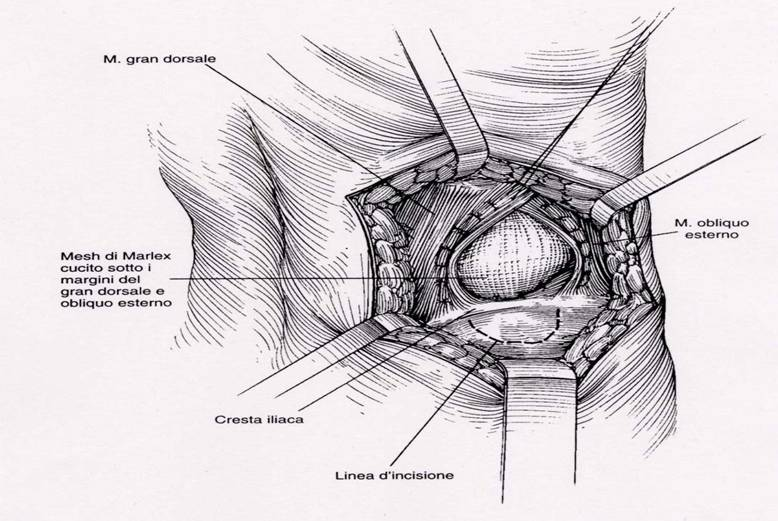 M. gran dorsale
M. obliquo
esterno
Mesh di Marlex
cucito sotto i
margini del
gran dorsale e
obliquo esterno
Cresta iliaca
Linea d'incisione